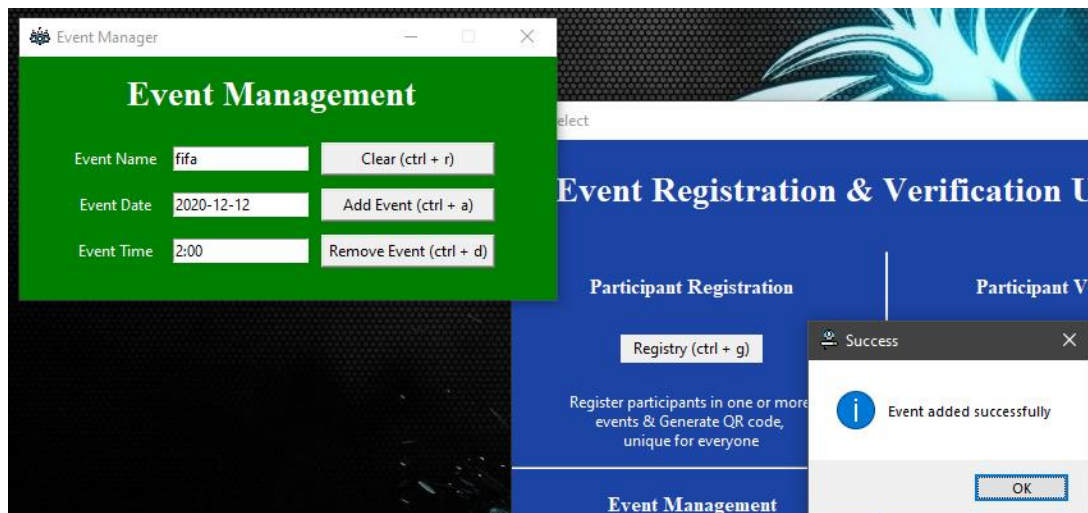 Event Manager
Event Management
Event Name fifa Clear (ctrl + r)
Event Date 2020-12-12 Add Event (ctrl + a)
Event Time 2:00 Remove Event (ctrl + d)
elect
Event Registration & Verification U
Participant Registration
Registry (ctrl + g)
Register participants in one or more
events & Generate QR code,
unique for everyone
Event Management
Participant V
Success
Event added successfully
OK